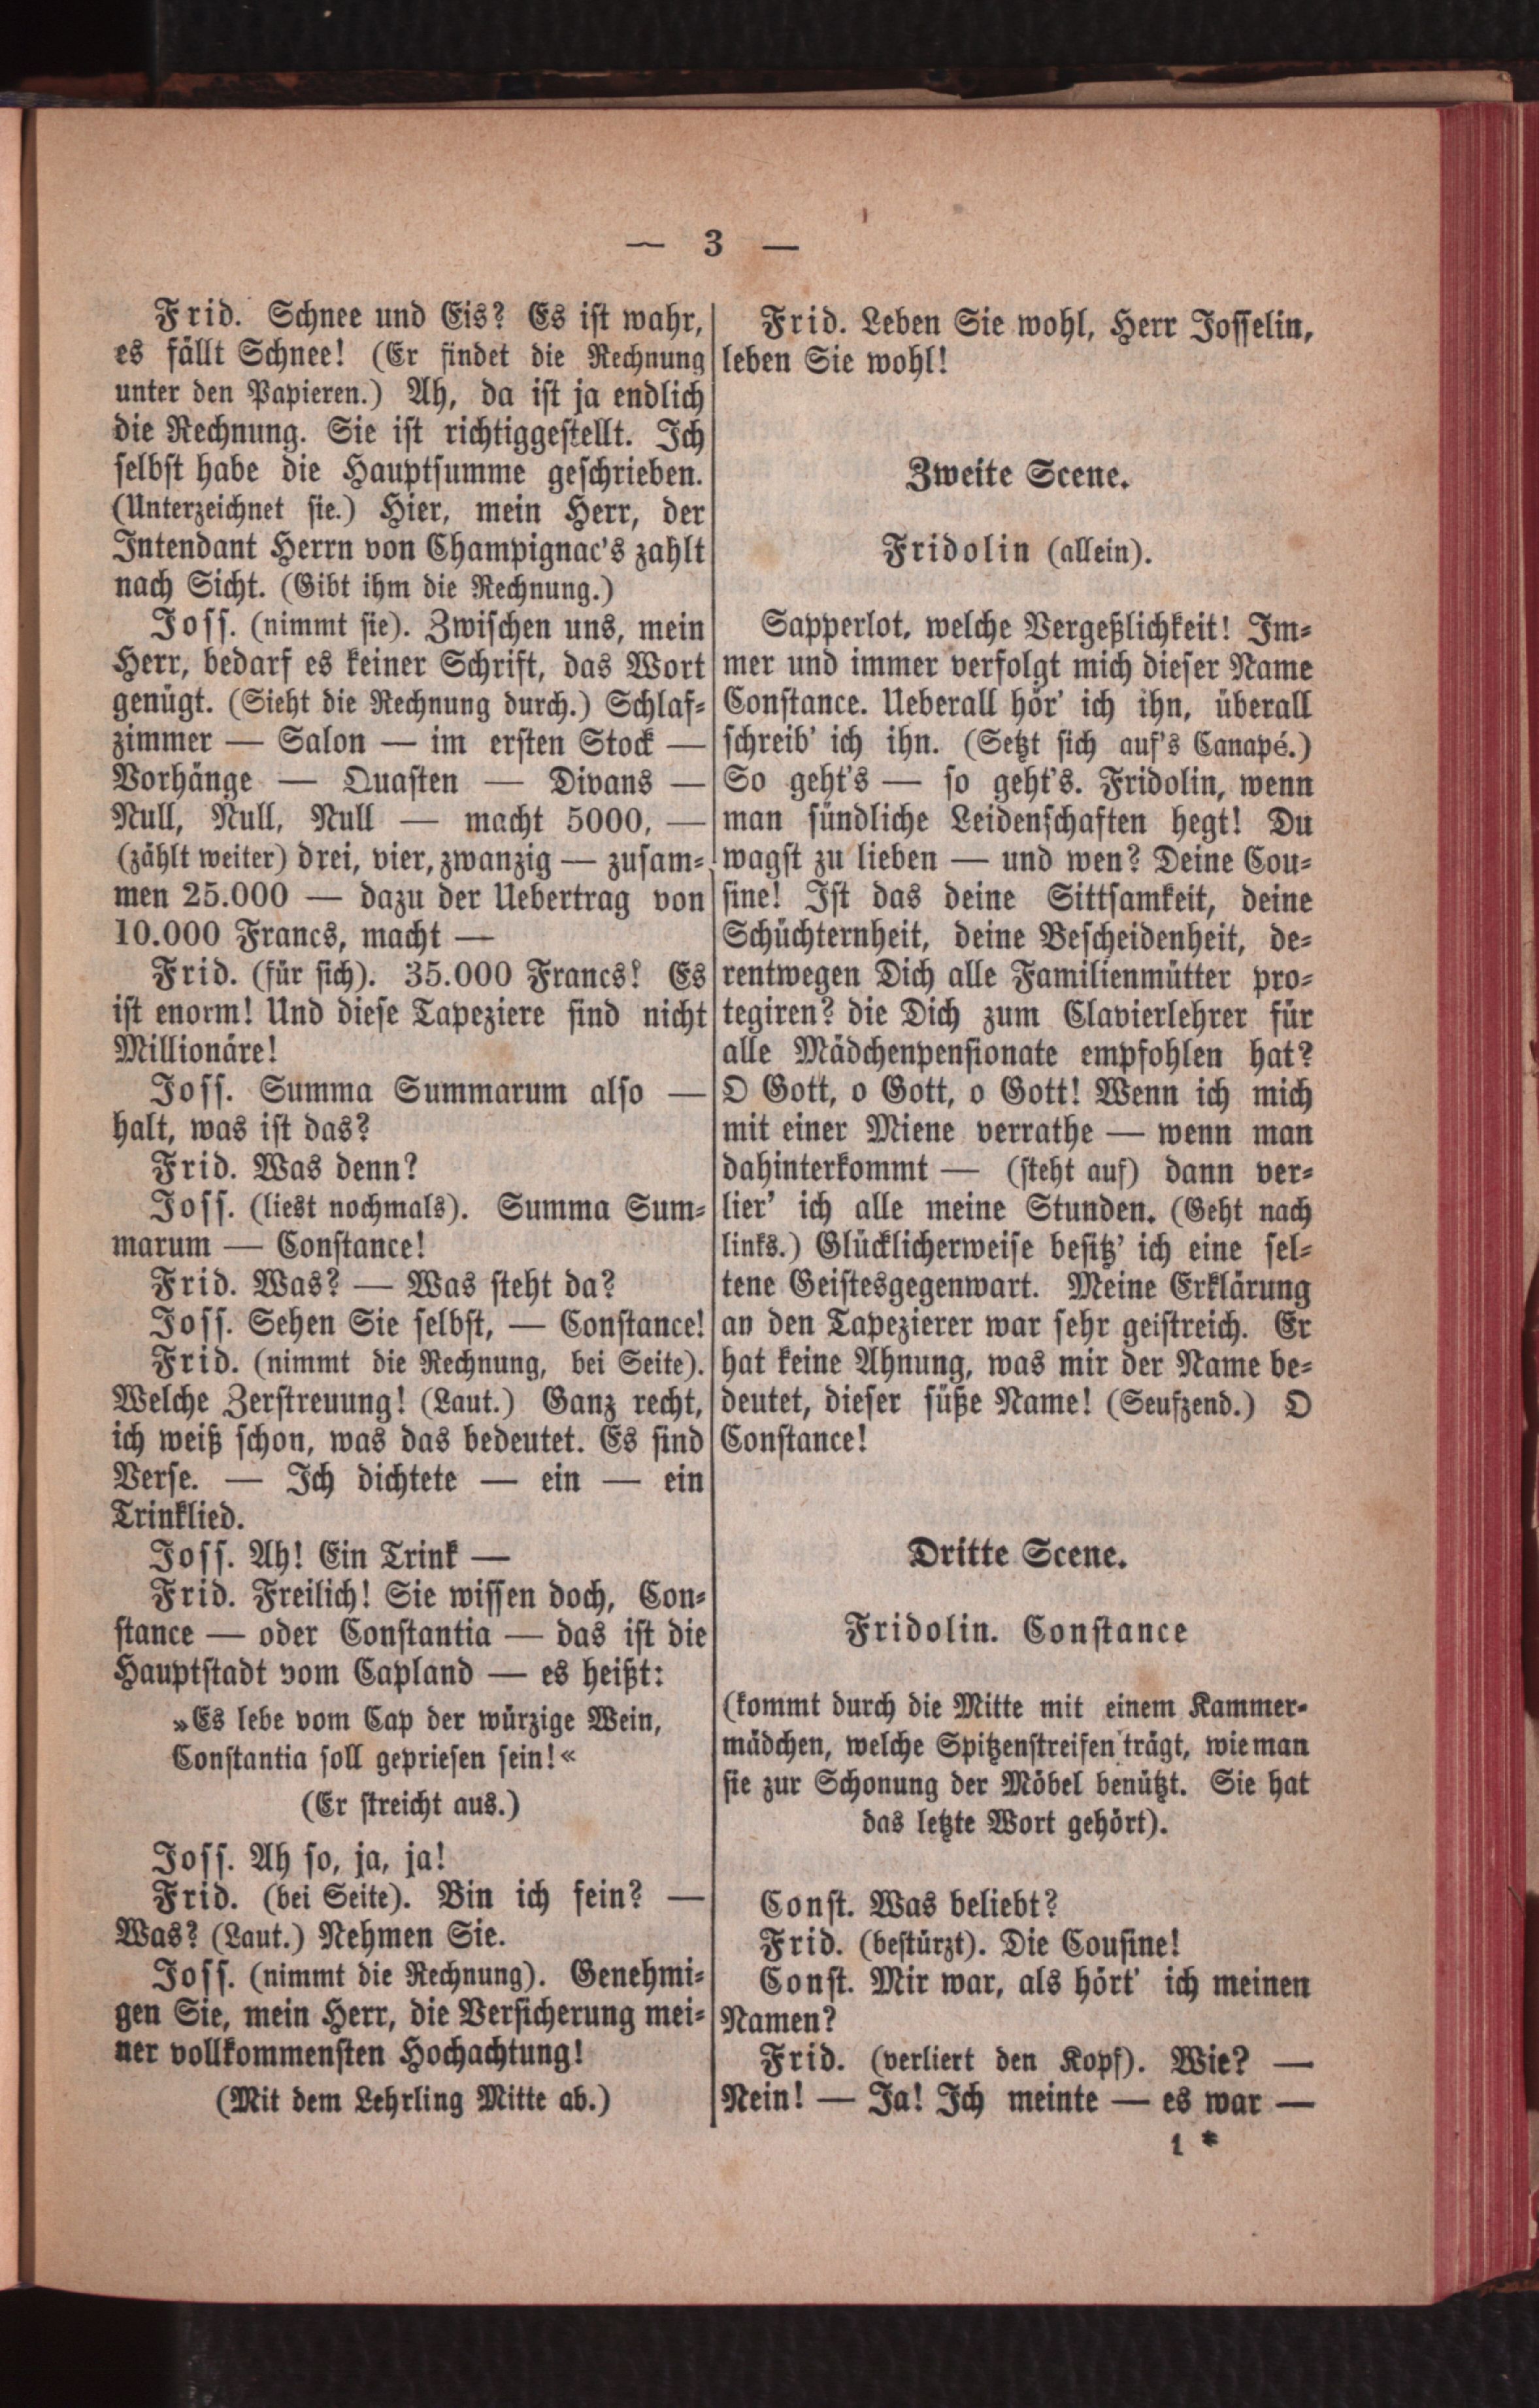 — 3 —
Frid. Schnee und Eis? Es ist wahr,
es fällt Schnee! (Er findet die Rechnung
unter den Papieren.) Ah, da ist ja endlich
die Rechnung. Sie ist richtiggestellt. Ich
selbst habe die Hauptsumme geschrieben.
(Unterzeichnet sie.) Hier, mein Herr, der
Intendant Herrn von Champignac's zahlt
nach Sicht. (Gibt ihm die Rechnung.)
Joss. (nimmt sie). Zwischen uns, mein
Herr, bedarf es keiner Schrift, das Wort
genügt. (Sieht die Rechnung durch.) Schlaf-
zimmer — Salon — im ersten Stock —
Vorhänge — Quasten — Divans —
Null, Null, Null — macht 5000, —
(zählt weiter) drei, vier, zwanzig — zusam-
men 25.000 — dazu der Uebertrag von
10.000 Francs, macht —
Frid. (für sich). 35.000 Francs! Es
ist enorm! Und diese Tapeziere sind nicht
Millionäre!
Joss. Summa Summarum also —
halt, was ist das?
Frid. Was denn?
Joss. (liest nochmals). Summa Sum-
marum — Constance!
Frid. Was? — Was steht da?
Joss. Sehen Sie selbst, — Constance!
Frid. (nimmt die Rechnung, bei Seite).
Welche Zerstreuung! (Laut.) Ganz recht,
ich weiß schon, was das bedeutet. Es sind
Verse. — Ich dichtete — ein — ein
Trinklied.
Joss. Ah! Ein Trink —
Frid. Freilich! Sie wissen doch, Con-
stance — oder Constantia — das ist die
Hauptstadt vom Capland — es heißt:
»Es lebe vom Cap der würzige Wein,
Constantia soll gepriesen sein!«
(Er streicht aus.)
Joss. Ah so, ja, ja!
Frid. (bei Seite). Bin ich fein? —
Was? (Laut.) Nehmen Sie.
Joss. (nimmt die Rechnung). Genehmi-
gen Sie, mein Herr, die Versicherung mei-
ner vollkommensten Hochachtung!
(Mit dem Lehrling Mitte ab.)
Frid. Leben Sie wohl, Herr Josselin,
leben Sie wohl!
Zweite Scene.
Fridolin (allein).
Sapperlot, welche Vergeßlichkeit! Im-
mer und immer verfolgt mich dieser Name
Constance. Ueberall hör' ich ihn, überall
schreib' ich ihn. (Setzt sich auf's Canapé.)
So geht's — so geht's. Fridolin, wenn
man sündliche Leidenschaften hegt! Du
wagst zu lieben — und wen? Deine Cou-
sine! Ist das deine Sittsamkeit, deine
Schüchternheit, deine Bescheidenheit, de-
rentwegen Dich alle Familienmütter pro-
tegiren? die Dich zum Clavierlehrer für
alle Mädchenpensionate empfohlen hat?
O Gott, o Gott, o Gott! Wenn ich mich
mit einer Miene verrathe — wenn man
dahinterkommt — (steht auf) dann ver-
lier' ich alle meine Stunden. (Geht nach
links.) Glücklicherweise besitz' ich eine sel-
tene Geistesgegenwart. Meine Erklärung
an den Tapezierer war sehr geistreich. Er
hat keine Ahnung, was mir der Name be-
deutet, dieser süße Name! (Seufzend.) O
Constance!
Dritte Scene.
Fridolin. Constance
(kommt durch die Mitte mit einem Kammer-
mädchen, welche Spitzenstreifen trägt, wie man
sie zur Schonung der Möbel benützt. Sie hat
das letzte Wort gehört).
Const. Was beliebt?
Frid. (bestürzt). Die Cousine!
Const. Mir war, als hört' ich meinen
Namen?
Frid. (verliert den Kopf). Wie? —
Nein! — Ja! Ich meinte — es war —
1 *